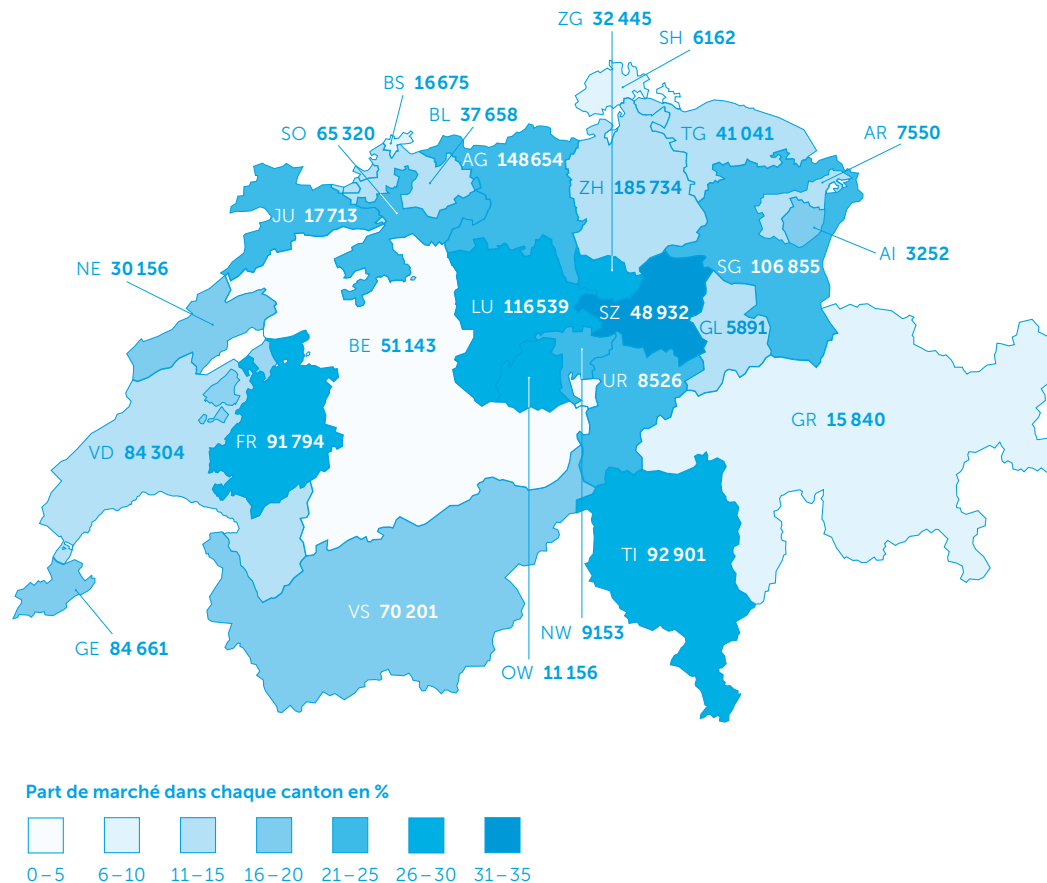 ZG 32 445
SH 6162
BS 16 675
BL 37 658
SO 65 320
AG 148 654
TG 41 041
AR 7550
ZH 185 734
JU 17 713
AI 3252
NE 30 156
SG 106 855
LU 116 539
SZ 48 932
GL 5891
BE 51 143
UR 8526
GR 15 840
FR 91 794
VD 84 304
TI 92 901
VS 70 201
NW 9153
GE 84 661
OW 11 156
Part de marché dans chaque canton en %
0 – 5 6 – 10 11 – 15 16 – 20 21 – 25 26 – 30 31 – 35